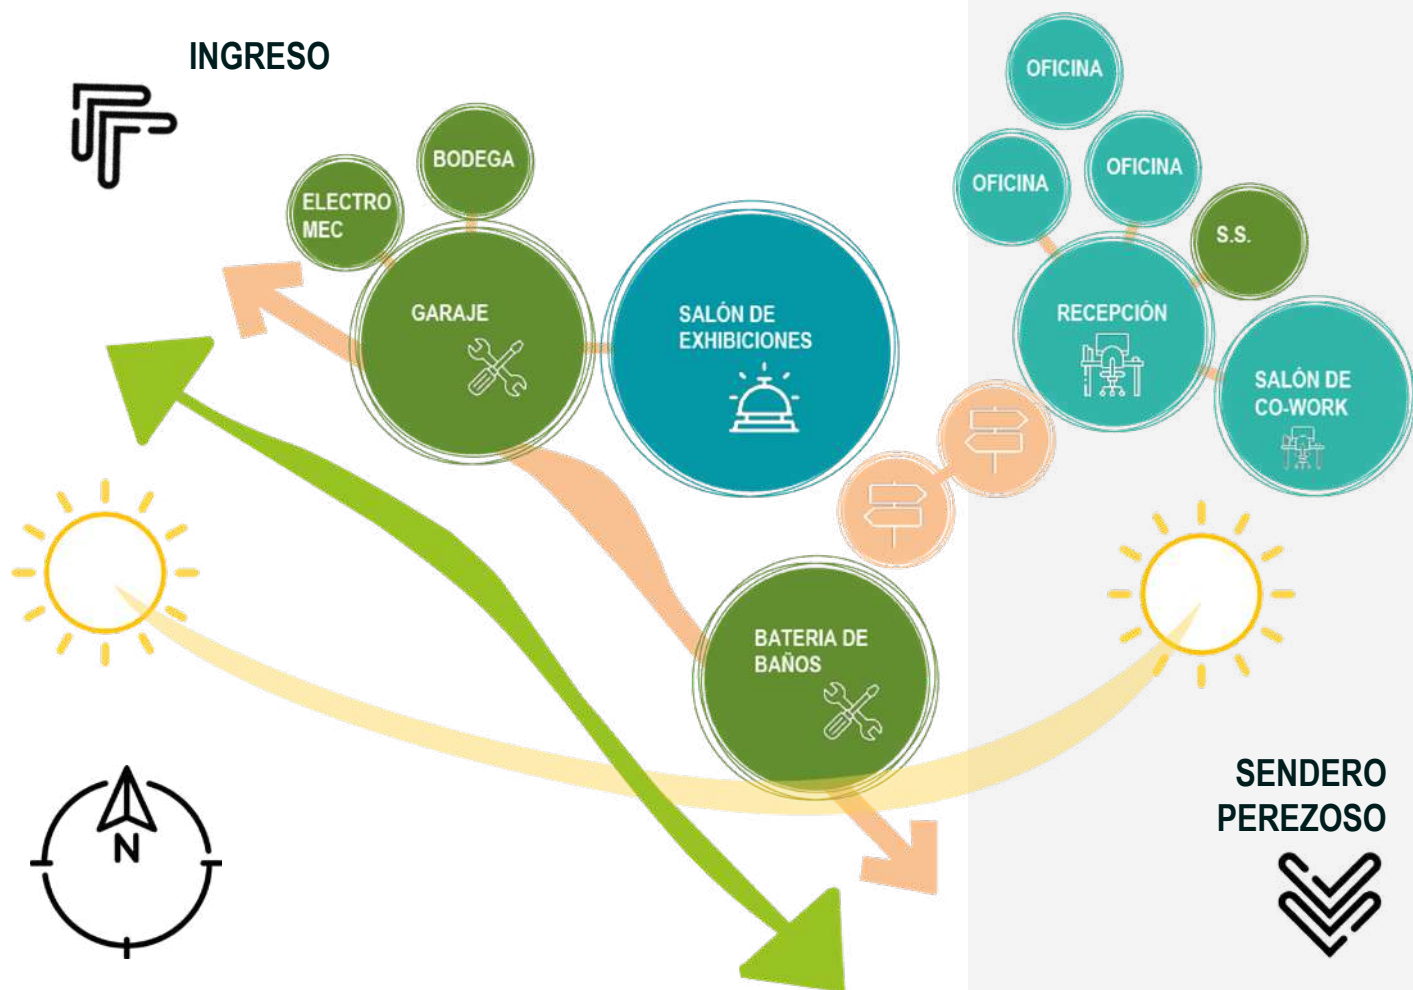 INGRESO
OFICINA
OFICINA
OFICINA
BODEGA
ELECTRO
MEC
S.S.
GARAJE
SALÓN DE
EXHIBICIONES
RECEPCIÓN
SALÓN DE
CO-WORK
BATERIA DE
BAÑOS
SENDERO
PEREZOSO
N